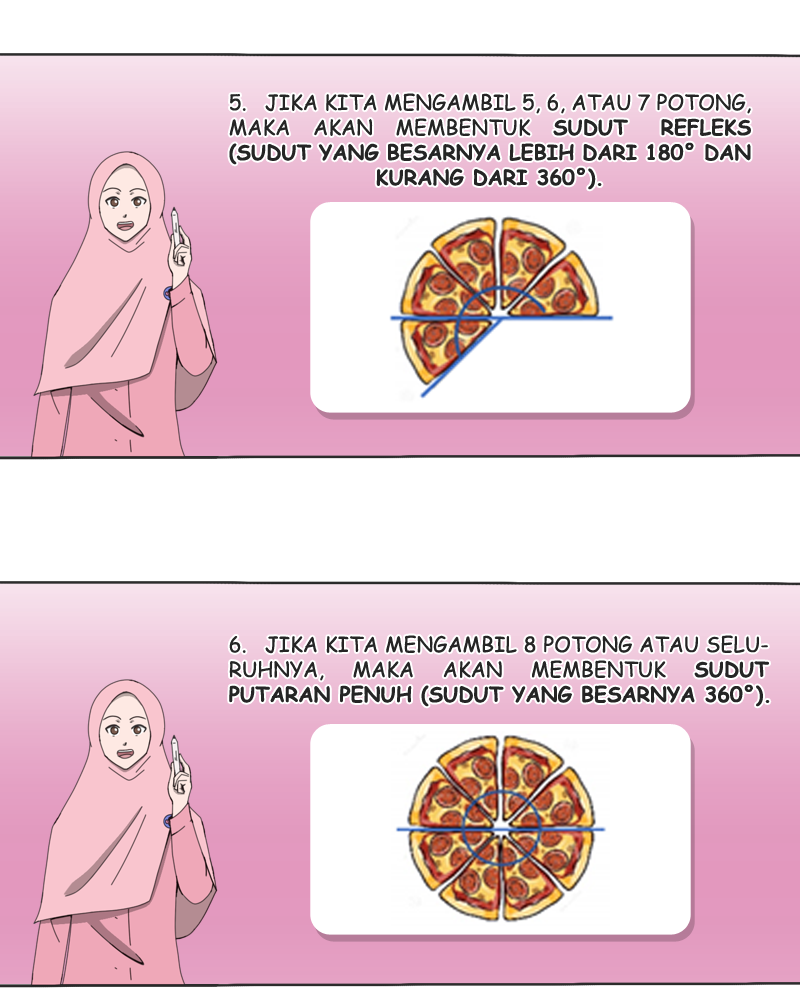 5. JIKA KITA MENGAMBIL 5, 6, ATAU 7 POTONG,
MAKA AKAN MEMBENTUK SUDUT REFLEKS
(SUDUT YANG BESARNYA LEBIH DARI 180° DAN
KURANG DARI 360°).
6. JIKA KITA MENGAMBIL 8 POTONG ATAU SELU-
RUHNYA, MAKA AKAN MEMBENTUK SUDUT
PUTARAN PENUH (SUDUT YANG BESARNYA 360°).